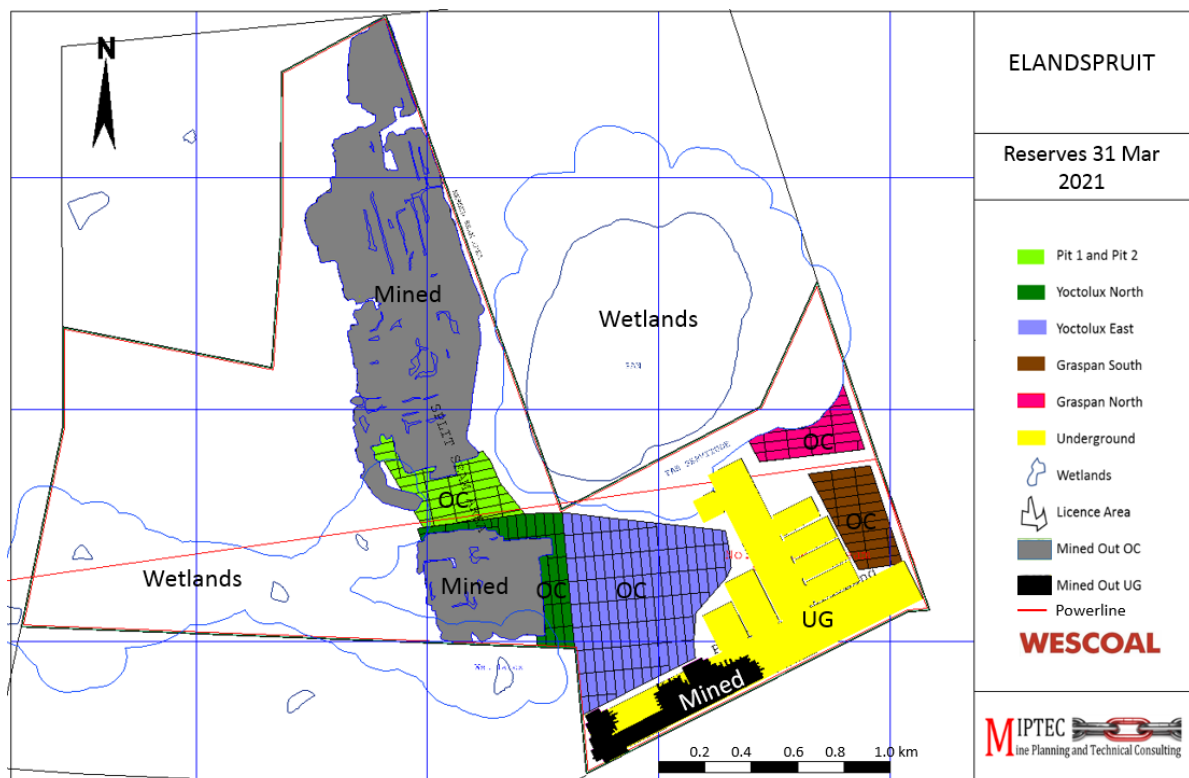 N
Mined
Wetlands
SPLIT SEAM
OC
PAN
OC
OC
Wetlands
Mined
OC
OC
UG
Mined
0.2 0.4 0.6 0.8 1.0 km
ELANDSPRUIT
Reserves 31 Mar
2021
Pit 1 and Pit 2
Yoctolux North
Yoctolux East
Graspan South
Graspan North
Underground
Wetlands
Licence Area
Mined Out OC
Mined Out UG
Powerline
WESCOAL
MIPTEC
Mine Planning and Technical Consulting